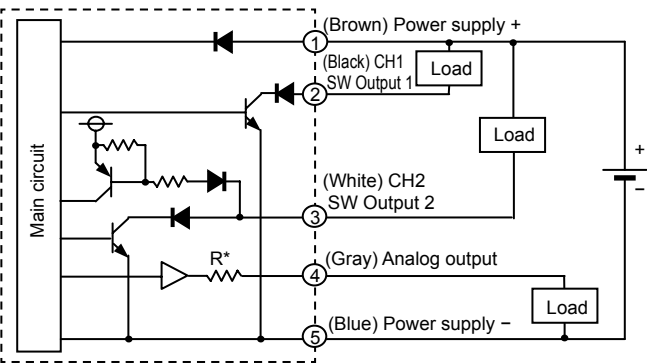 (Brown) Power supply +
1
(Black) CH1
SW Output 1
2
Load
Load
+
−
Main circuit
(White) CH2
SW Output 2
3
R*
4
(Gray) Analog output
Load
5
(Blue) Power supply −